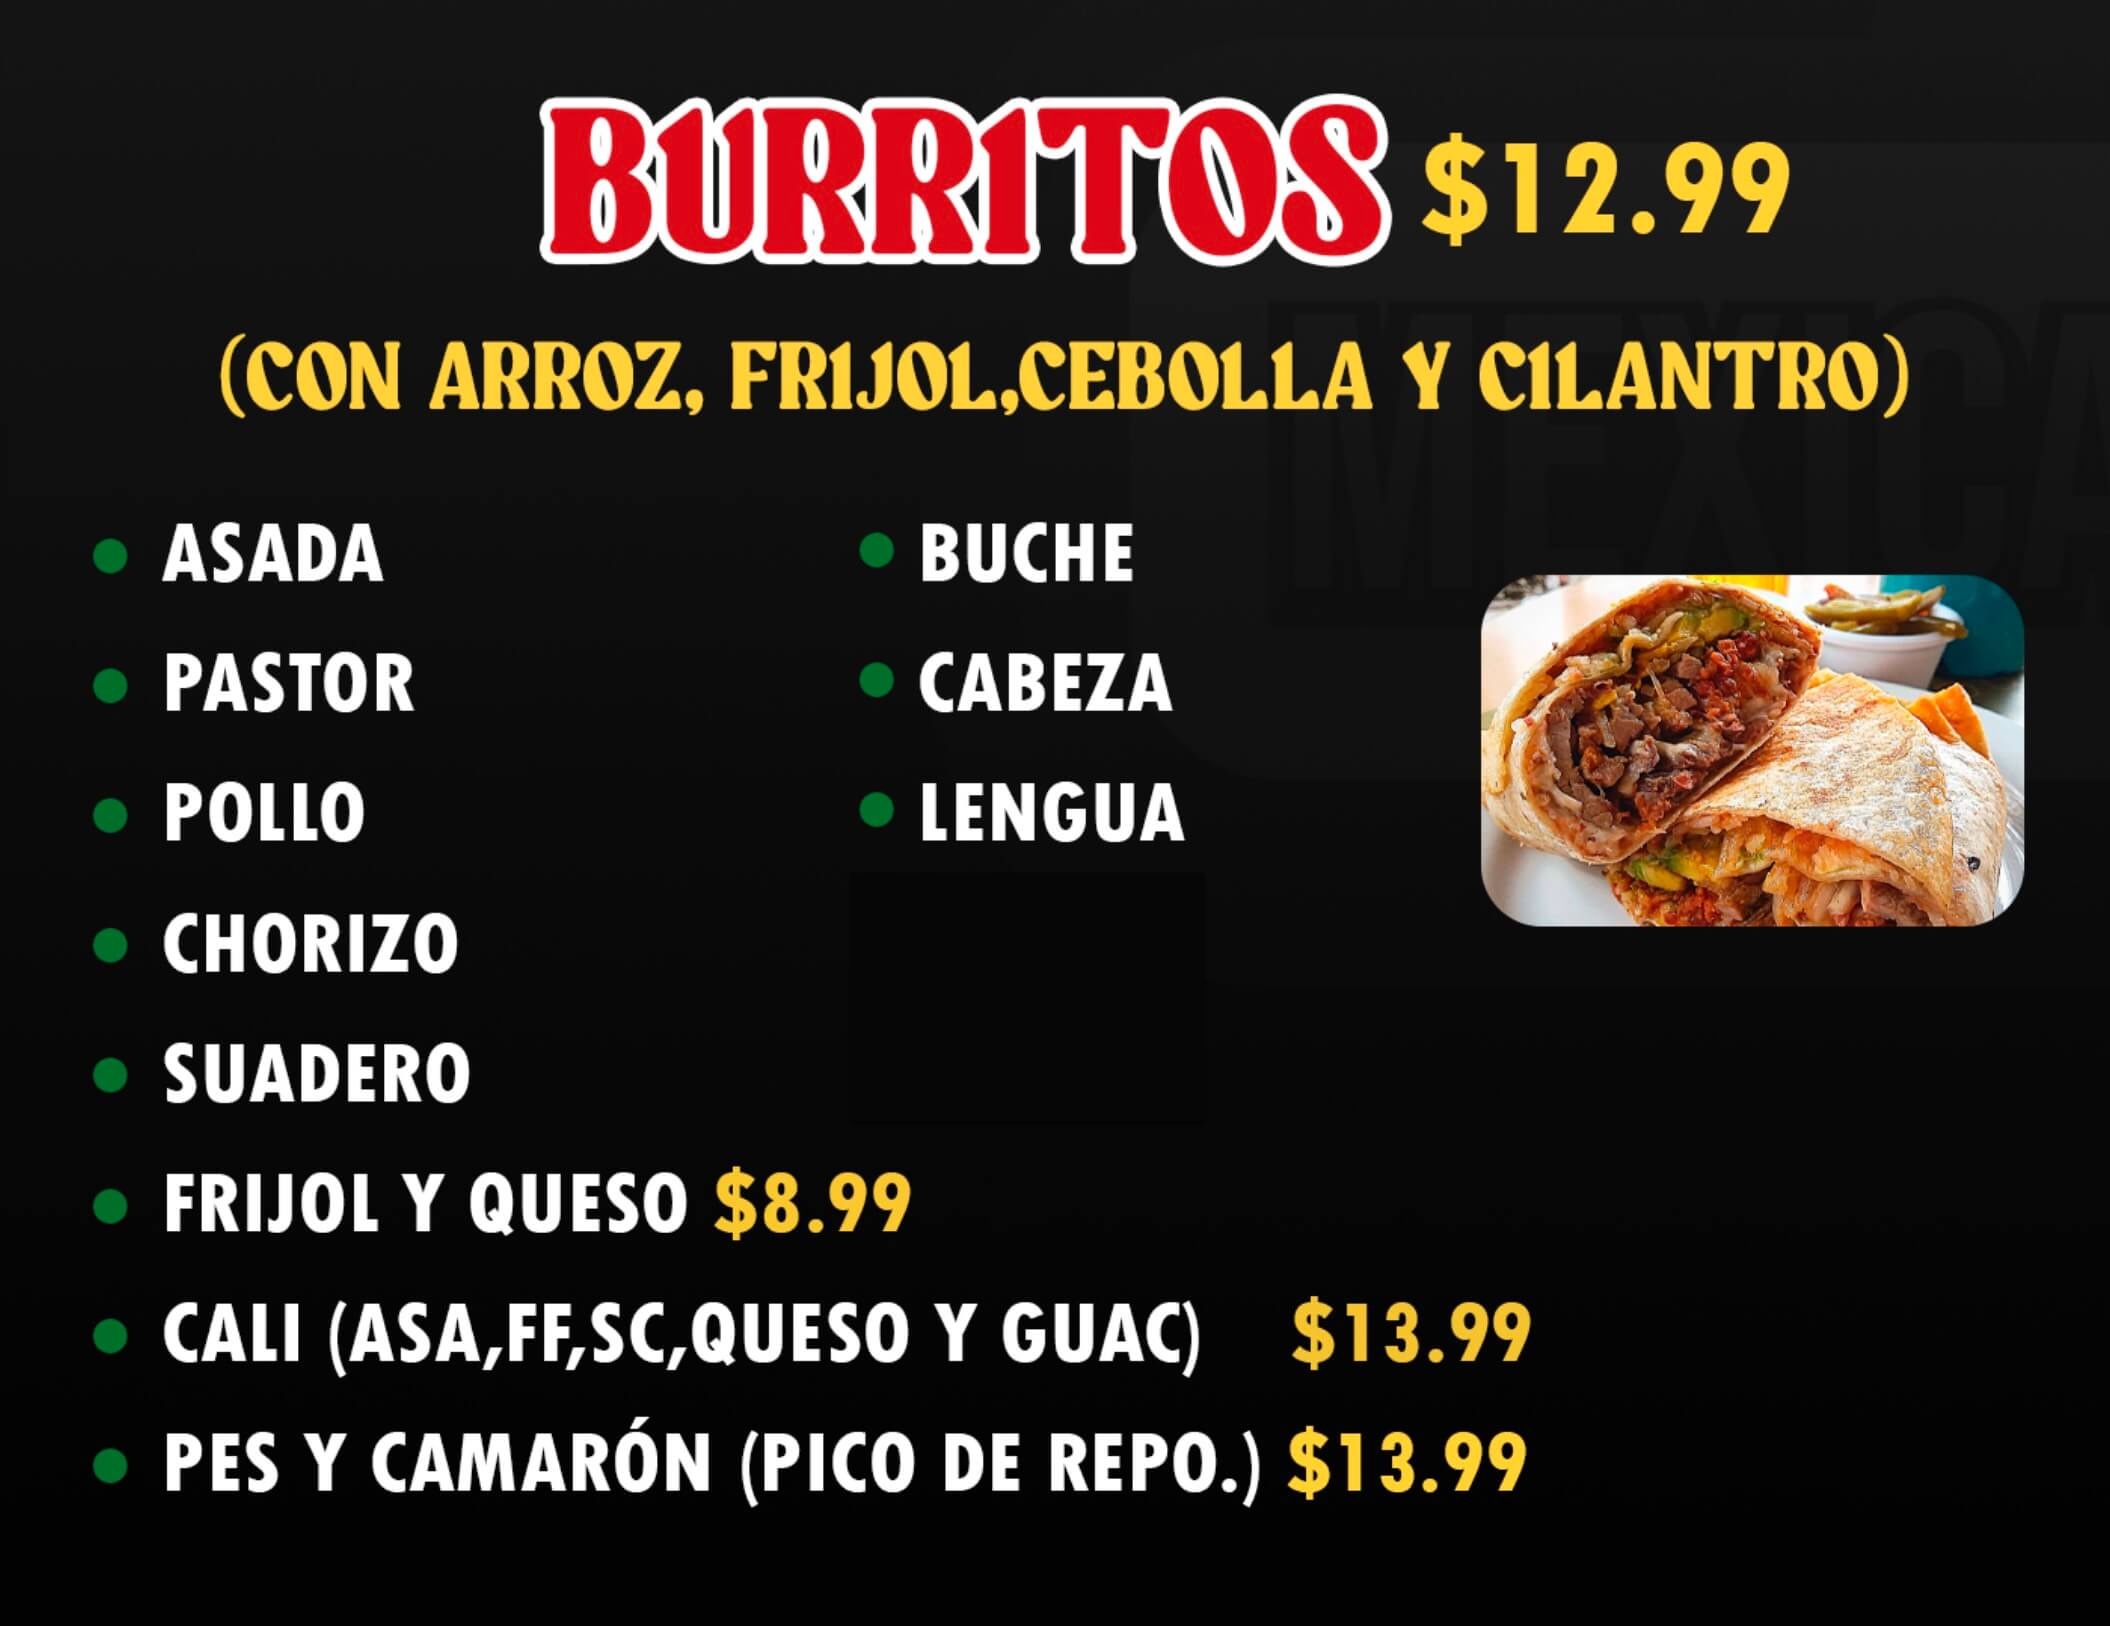 BURRITOS $12.99
(CON ARROZ, FRIJOL,CEBOLLA Y CILANTRO)
ASADA
PASTOR
POLLO
CHORIZO
SUADERO
FRIJOL Y QUESO $8.99
CALI (ASA,FF,SC,QUESO Y GUAC) $13.99
PES Y CAMARÓN (PICO DE REPO.) $13.99
BUCHE
CABEZA
LENGUA